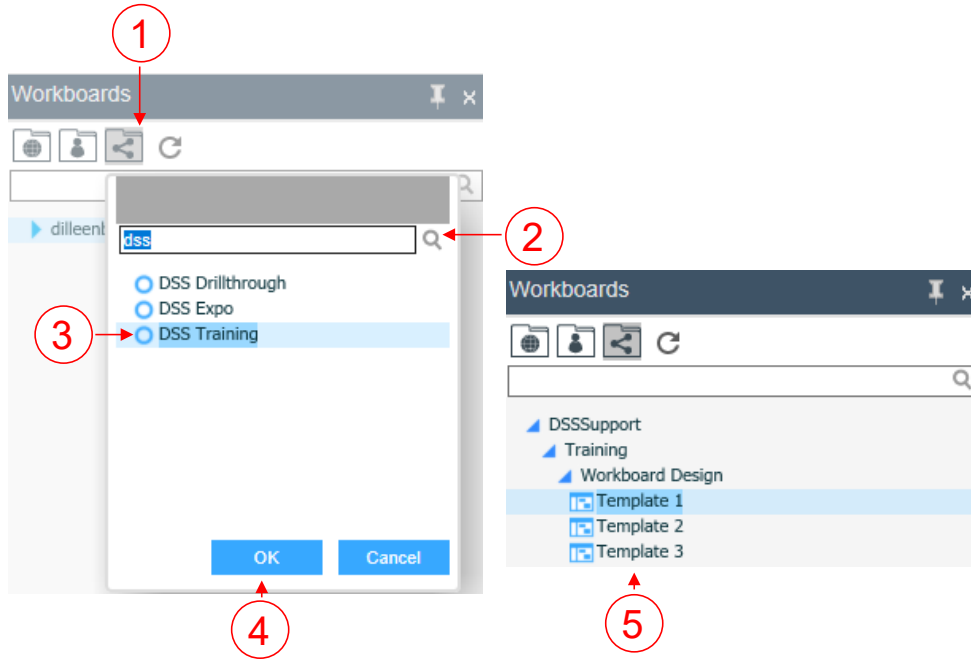 1
Workboards
dilleenb
dss
2
DSS Drillthrough
DSS Expo
3
DSS Training
OK
Cancel
4
Workboards
DSSSupport
Training
Workboard Design
Template 1
Template 2
Template 3
5